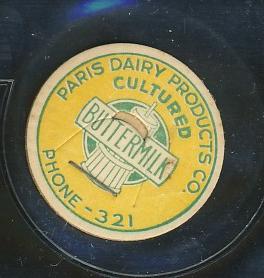 PARIS DAIRY PRODUCTS CO.
CULTURED
BUTTERMILK
PHONE - 321